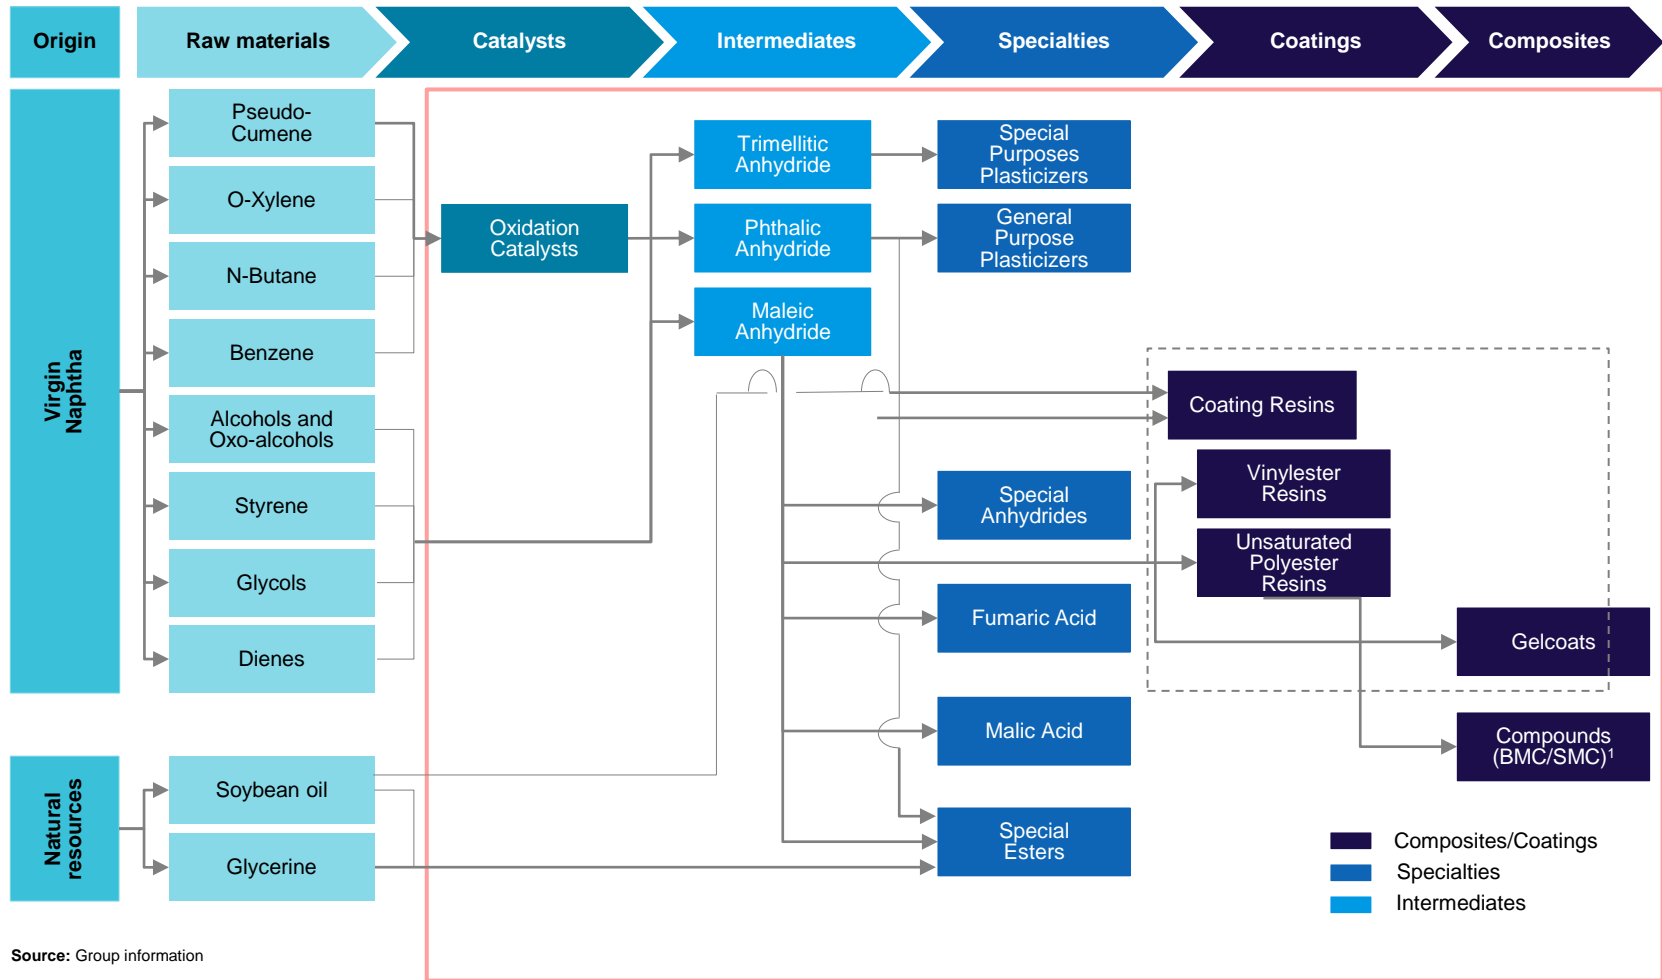 Origin
Raw materials
Catalysts
Intermediates
Specialties
Coatings
Composites
Virgin
Naphtha
Pseudo-
Cumene
O-Xylene
N-Butane
Benzene
Alcohols and
Oxo-alcohols
Styrene
Glycols
Dienes
Natural
resources
Soybean oil
Glycerine
Oxidation
Catalysts
Trimellitic
Anhydride
Phthalic
Anhydride
Maleic
Anhydride
Special
Purposes
Plasticizers
General
Purpose
Plasticizers
Special
Anhydrides
Fumaric Acid
Malic Acid
Special
Esters
Coating Resins
Vinylester
Resins
Unsaturated
Polyester
Resins
Gelcoats
Compounds
(BMC/SMC)¹
Composites/Coatings
Specialties
Intermediates
Source: Group information